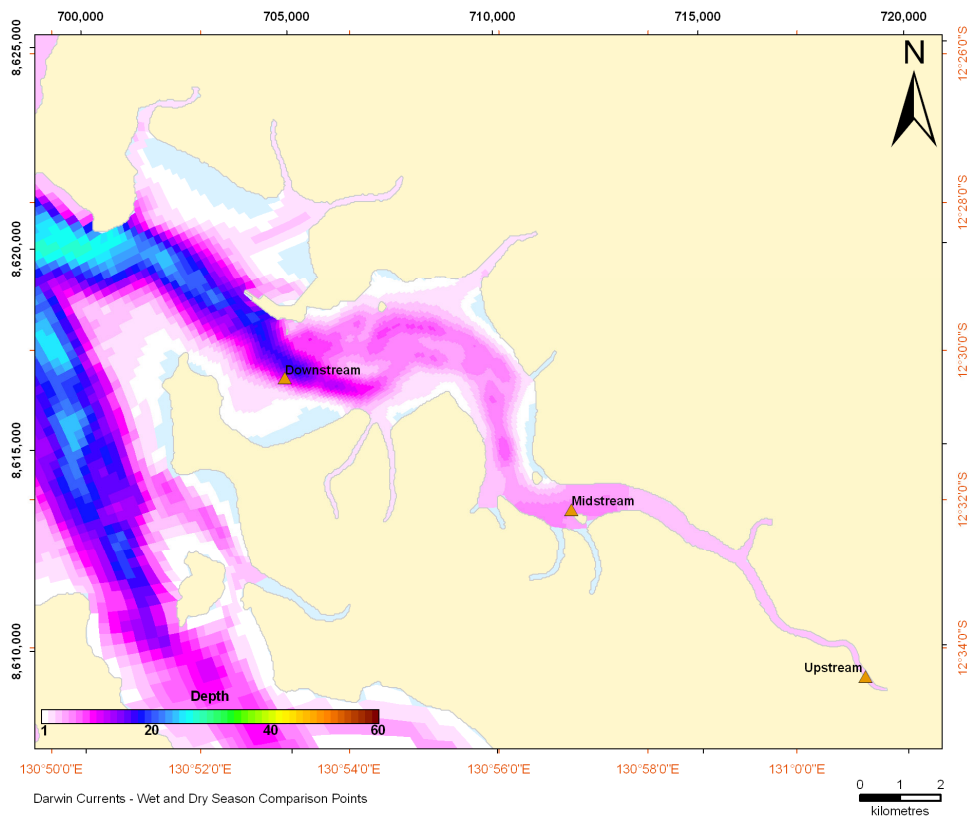 700,000 705,000 710,000 715,000 720,000
8,625,000
8,620,000
8,615,000
8,610,000
12°26'0"S
12°28'0"S
12°30'0"S
12°32'0"S
12°34'0"S
N
Downstream
Midstream
Upstream
Depth
1 20 40 60
130°50'0"E 130°52'0"E 130°54'0"E 130°56'0"E 130°58'0"E 131°0'0"E
Darwin Currents - Wet and Dry Season Comparison Points
0 1 2
kilometres